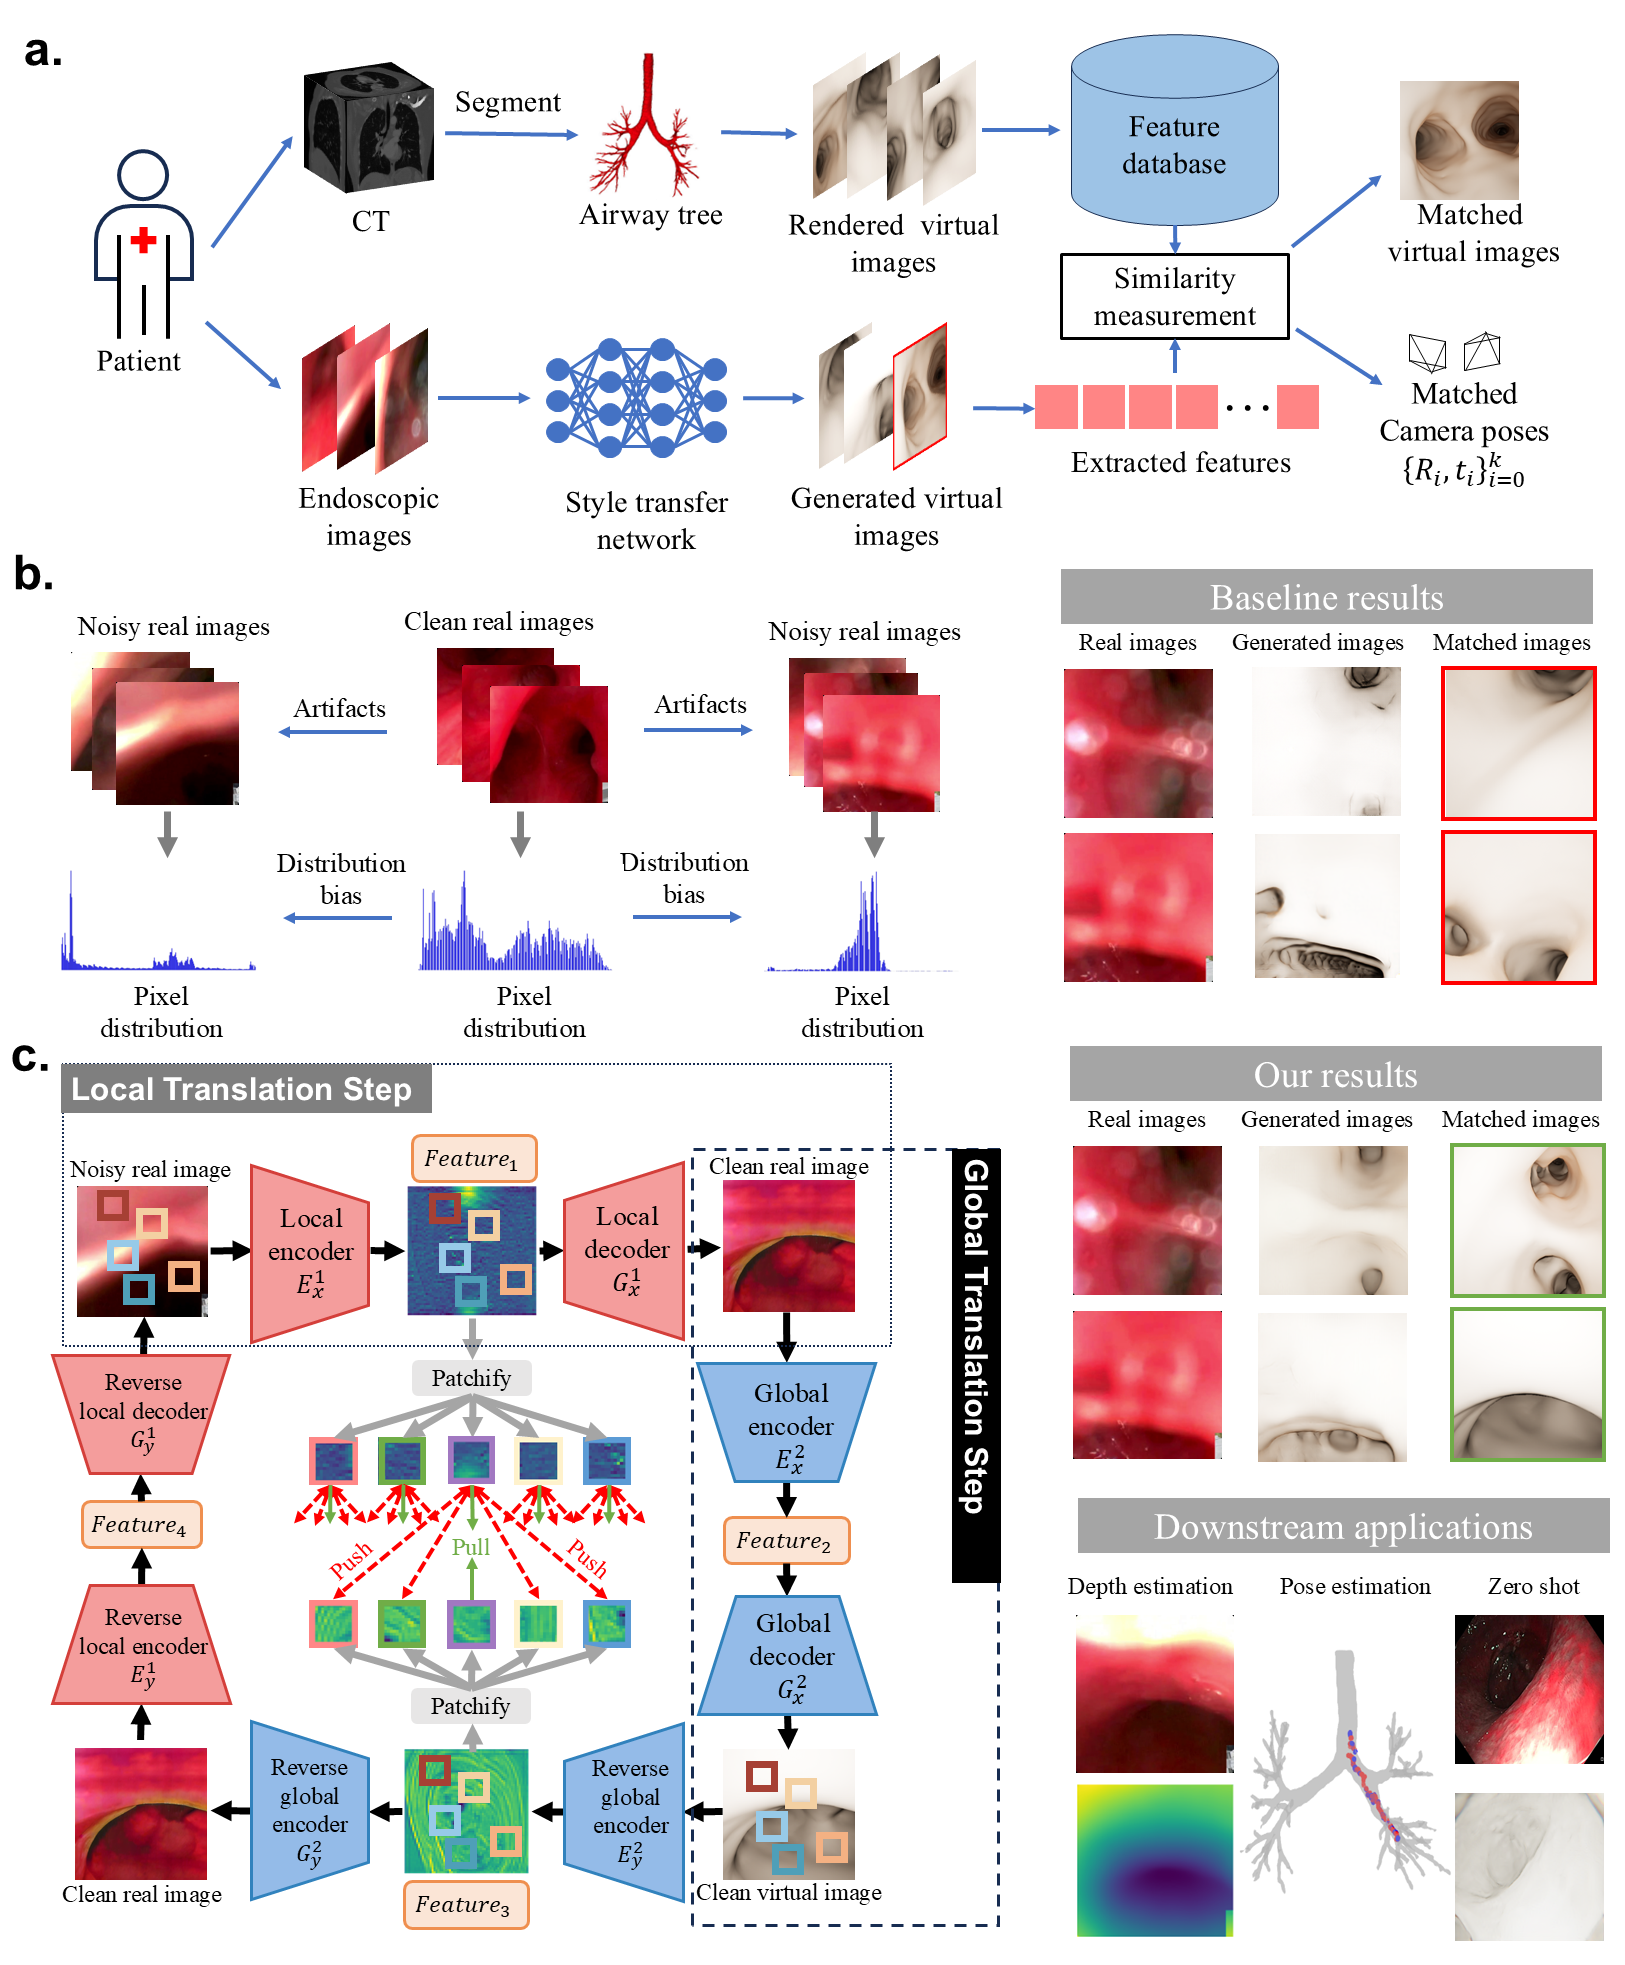 a.
Segment
CT
Airway tree
Rendered virtual
images
Feature
database
Matched
virtual images
Similarity
measurement
Patient
Endoscopic
images
Style transfer
network
Generated virtual
images
Extracted features
Matched
Camera poses
{R_i, t_i}_{i=0}^k
b.
Noisy real images
Clean real images
Noisy real images
Artifacts
Artifacts
Distribution
bias
Distribution
bias
Pixel
distribution
Pixel
distribution
Pixel
distribution
Baseline results
Real images
Generated images
Matched images
c.
Local Translation Step
Noisy real image
Local
encoder
E_x^1
Feature_1
Local
decoder
G_x^1
Clean real image
Global Translation Step
Reverse
local decoder
G_y^1
Patchify
Global
encoder
E_x^2
Feature_4
Push
Pull
Push
Feature_2
Reverse
local encoder
E_y^1
Global
decoder
G_x^2
Patchify
Reverse
global
encoder
G_y^2
Reverse
global
encoder
E_y^2
Clean real image
Feature_3
Clean virtual image
Our results
Real images
Generated images
Matched images
Downstream applications
Depth estimation
Pose estimation
Zero shot